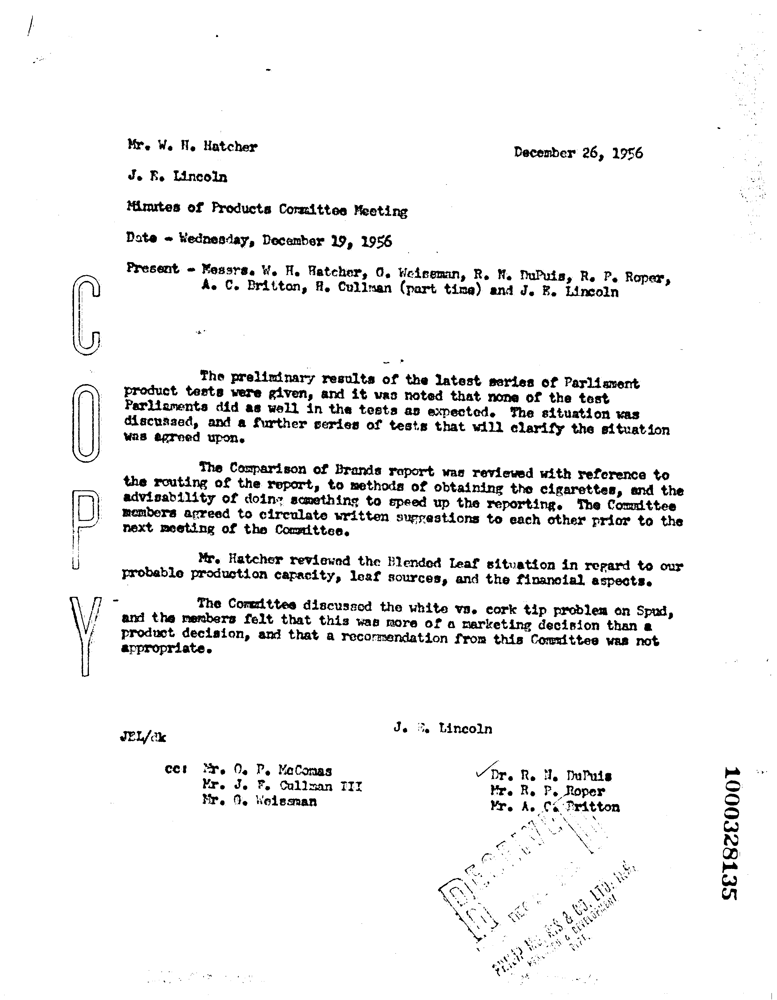 Mr. W. H. Hatcher
December 26, 1956
J. E. Lincoln
Minutes of Products Committee Meeting
Date - Wednesday, December 19, 1956
Present - Messrs. W. H. Hatcher, G. Weissman, R. N. DuPuis, R. P. Roper,
A. C. Britton, H. Cullman (part time) and J. E. Lincoln
COPY
The preliminary results of the latest series of Parliament
product tests were given, and it was noted that none of the test
Parliaments did as well in the tests as expected. The situation was
discussed, and a further series of tests that will clarify the situation
was agreed upon.
The Comparison of Brands report was reviewed with reference to
the routing of the report, to methods of obtaining the cigarettes, and the
advisability of doing something to speed up the reporting. The Committee
members agreed to circulate written suggestions to each other prior to the
next meeting of the Committee.
Mr. Hatcher reviewed the Blended Leaf situation in regard to our
probable production capacity, leaf sources, and the financial aspects.
The Committee discussed the white vs. cork tip problem on Spud,
and the members felt that this was more of a marketing decision than a
product decision, and that a recommendation from this Committee was not
appropriate.
J. E. Lincoln
JEL/dk
cc: Mr. O. P. McComas
Mr. J. F. Cullman III
Mr. G. Weissman
Dr. R. N. DuPuis
Mr. R. P. Roper
Mr. A. C. Britton
RECEIVED
DEC
PHILIP MORRIS & CO. LTD. INC.
RESEARCH & DEVELOPMENT
DEPT.
1000328135